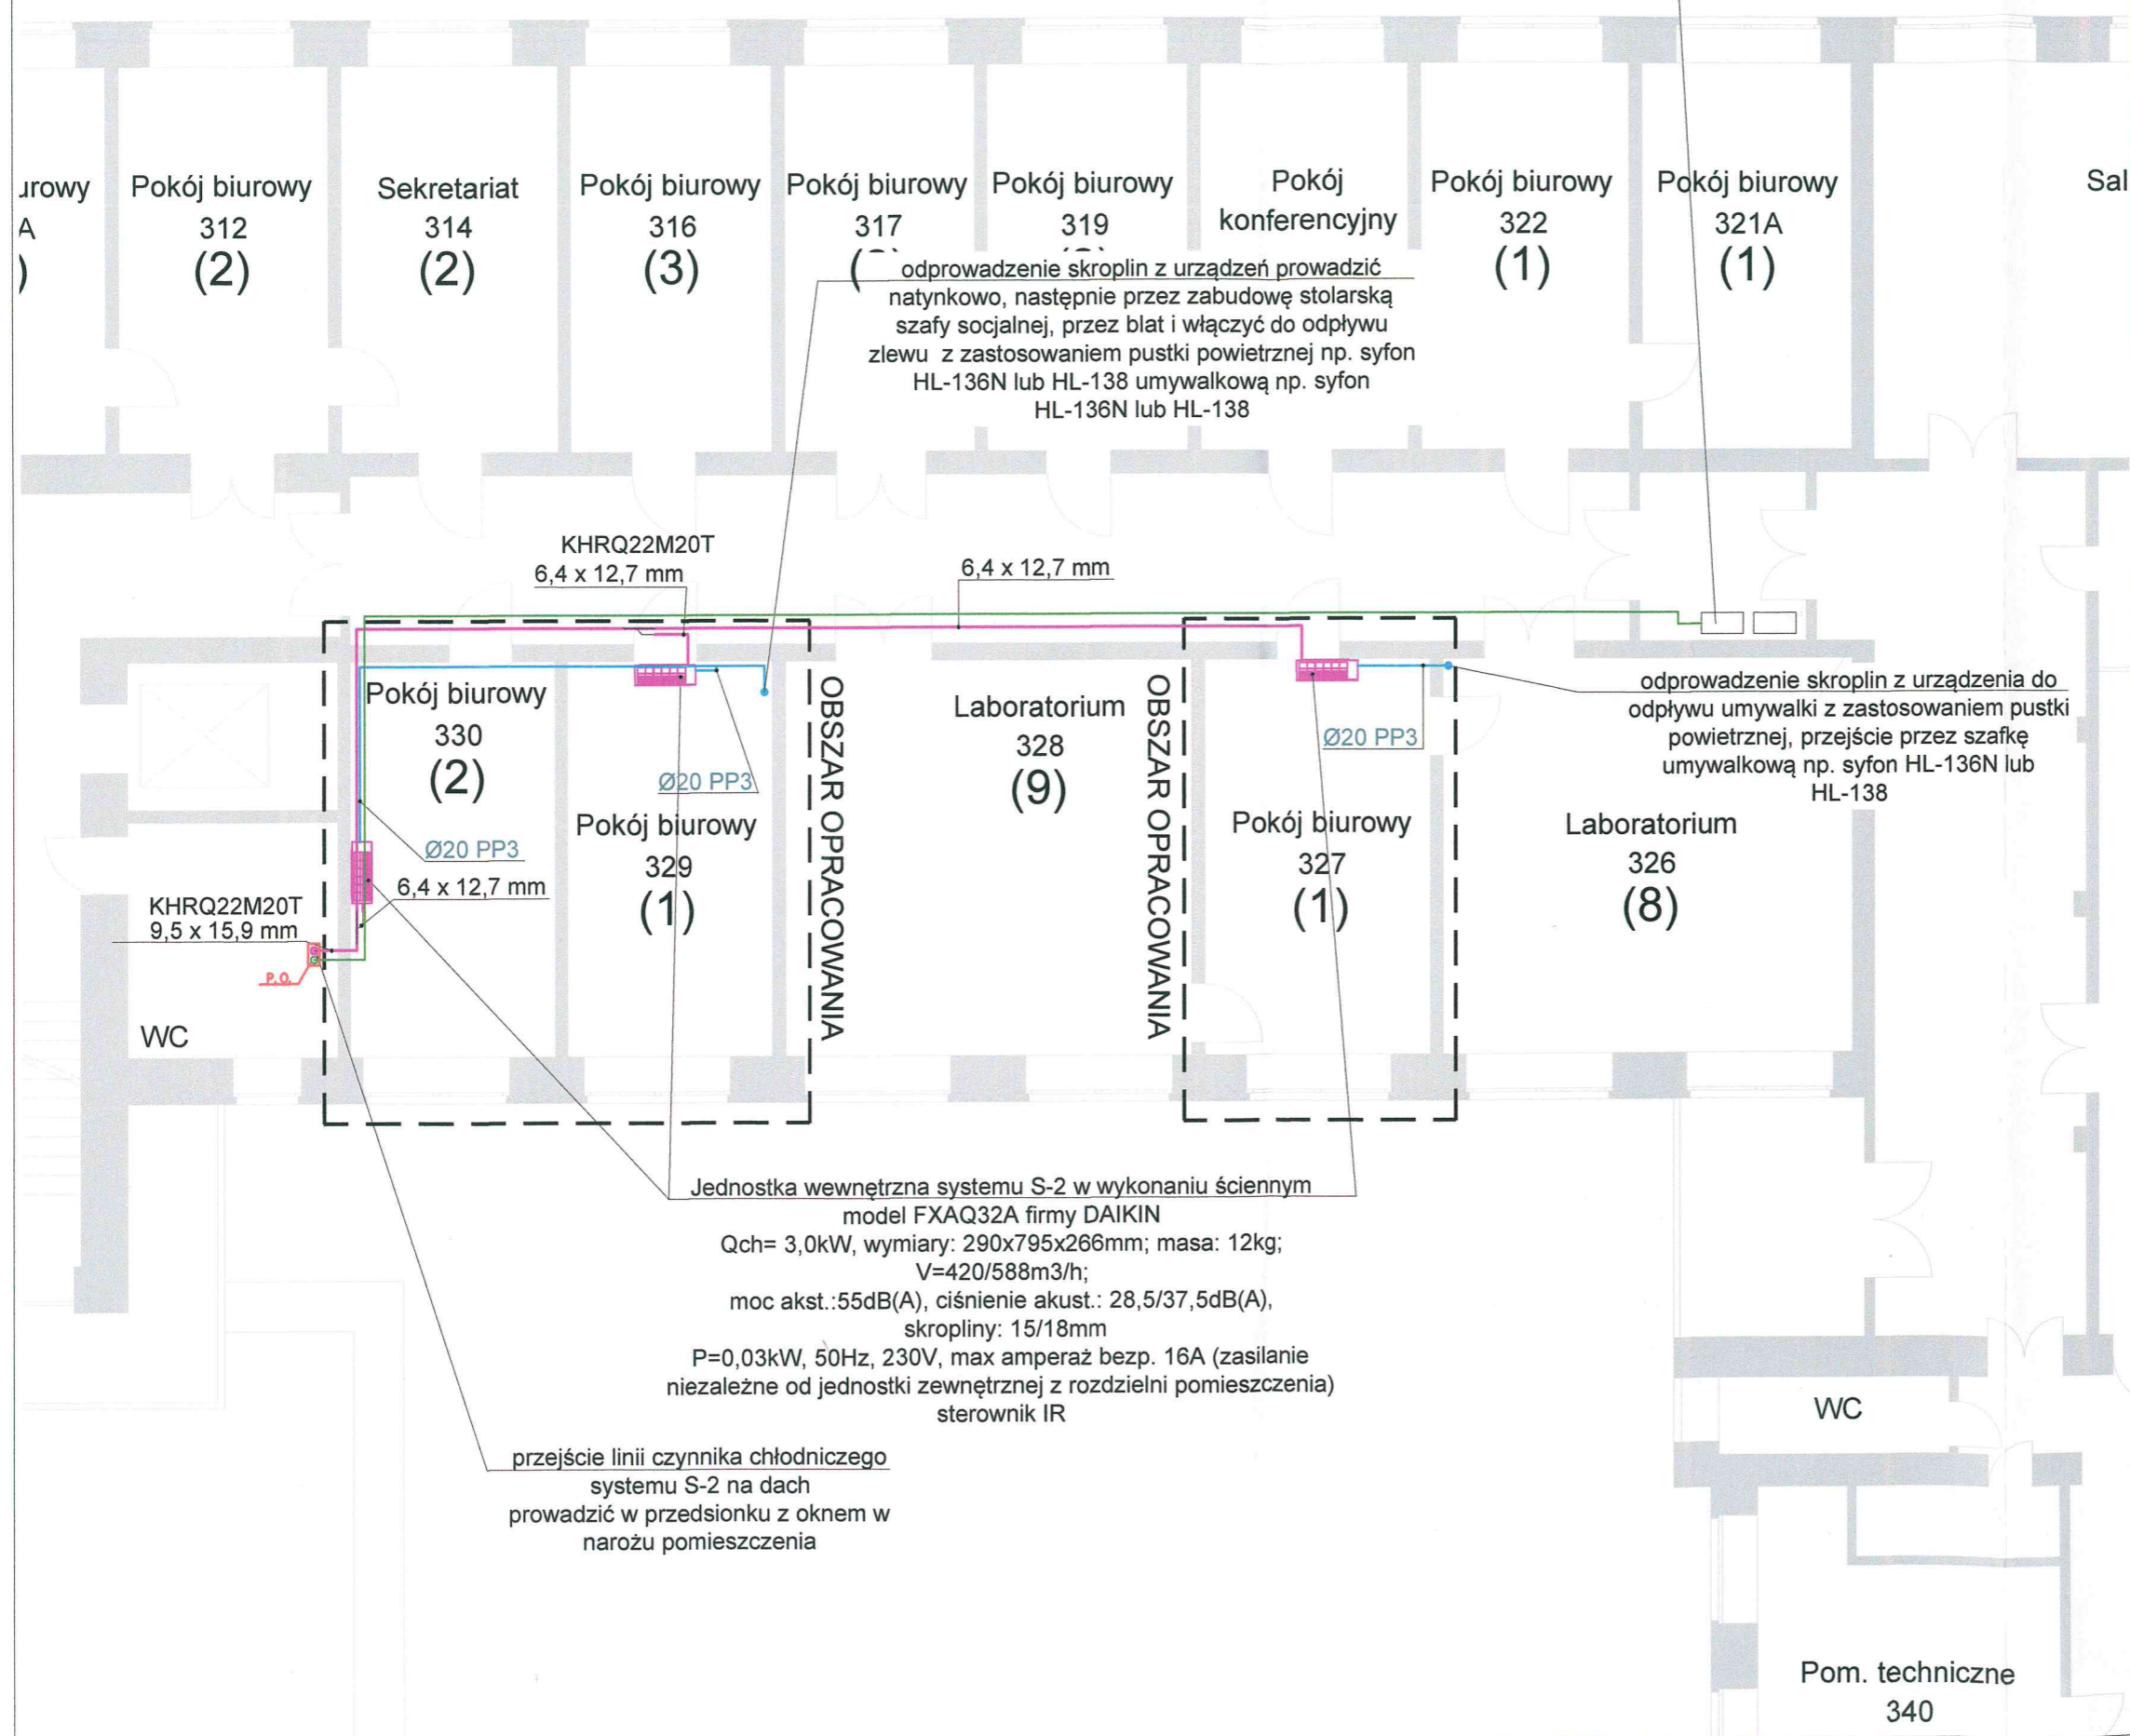 urowy
A
)
Pokój biurowy
312
(2)
Sekretariat
314
(2)
Pokój biurowy
316
(3)
Pokój biurowy
317
(
Pokój biurowy
319
Pokój
konferencyjny
Pokój biurowy
322
(1)
Pokój biurowy
321A
(1)
Sal
odprowadzenie skroplin z urządzeń prowadzić
natynkowo, następnie przez zabudowę stolarską
szafy socjalnej, przez blat i włączyć do odpływu
zlewu z zastosowaniem pustki powietrznej np. syfon
HL-136N lub HL-138 umywalkową np. syfon
HL-136N lub HL-138
KHRQ22M20T
6,4 x 12,7 mm
6,4 x 12,7 mm
Pokój biurowy
330
(2)
Ø20 PP3
6,4 x 12,7 mm
KHRQ22M20T
9,5 x 15,9 mm
P.O.
WC
Ø20 PP3
Pokój biurowy
329
(1)
OBSZAR OPRACOWANIA
Laboratorium
328
(9)
OBSZAR OPRACOWANIA
Ø20 PP3
Pokój biurowy
327
(1)
odprowadzenie skroplin z urządzenia do
odpływu umywalki z zastosowaniem pustki
powietrznej, przejście przez szafkę
umywalkową np. syfon HL-136N lub
HL-138
Laboratorium
326
(8)
Jednostka wewnętrzna systemu S-2 w wykonaniu ściennym
model FXAQ32A firmy DAIKIN
Qch= 3,0kW, wymiary: 290x795x266mm; masa: 12kg;
V=420/588m3/h;
moc akst.:55dB(A), ciśnienie akust.: 28,5/37,5dB(A),
skropliny: 15/18mm
P=0,03kW, 50Hz, 230V, max amperaż bezp. 16A (zasilanie
niezależne od jednostki zewnętrznej z rozdzielni pomieszczenia)
sterownik IR
przejście linii czynnika chłodniczego
systemu S-2 na dach
prowadzić w przedsionku z oknem w
narożu pomieszczenia
WC
Pom. techniczne
340